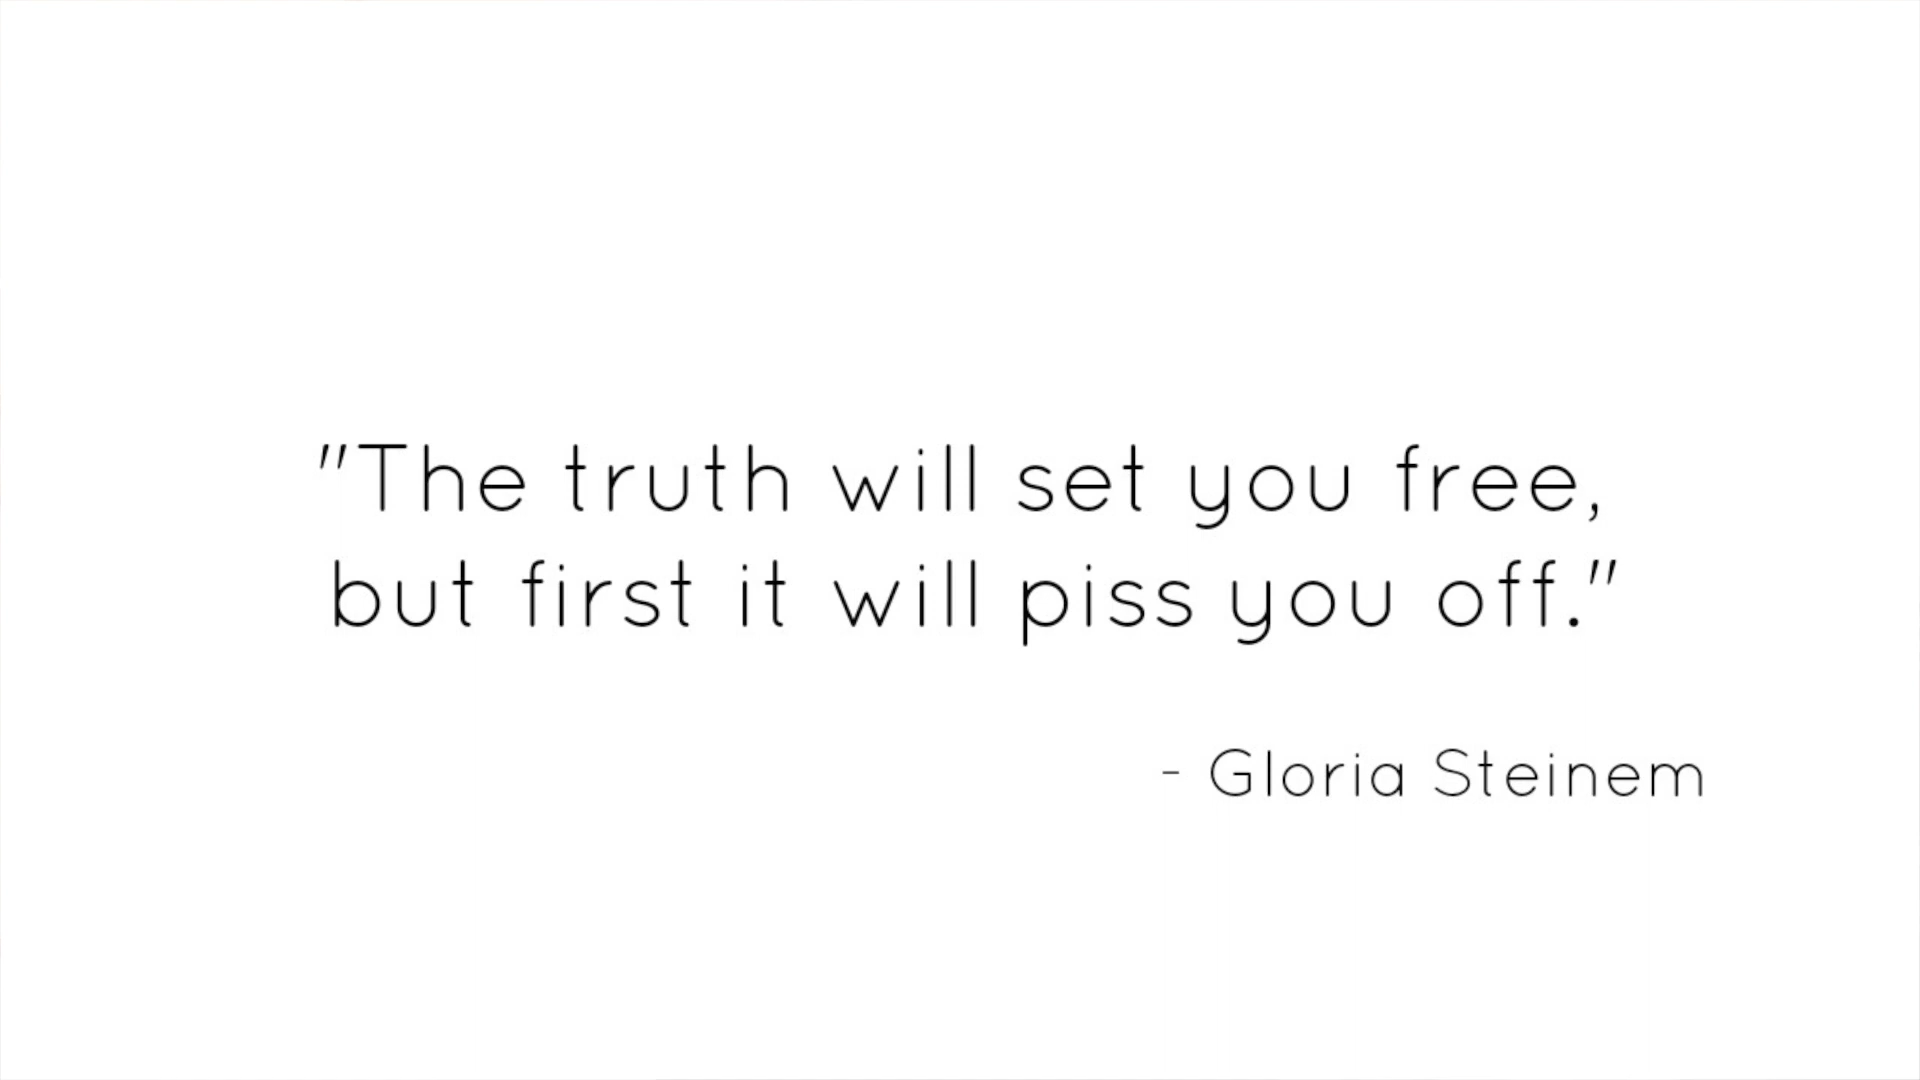 "The truth will set you free,
but first it will piss you off."
- Gloria Steinem